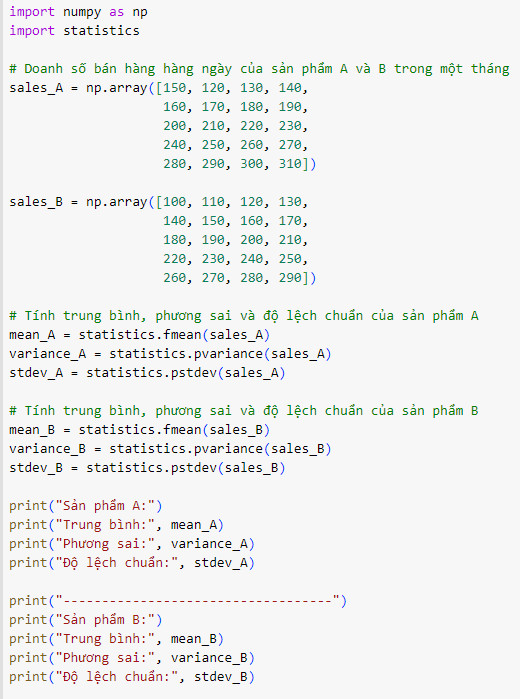 import numpy as np
import statistics
# Doanh số bán hàng hàng ngày của sản phẩm A và B trong một tháng
sales_A = np.array([150, 120, 130, 140,
160, 170, 180, 190,
200, 210, 220, 230,
240, 250, 260, 270,
280, 290, 300, 310])
sales_B = np.array([100, 110, 120, 130,
140, 150, 160, 170,
180, 190, 200, 210,
220, 230, 240, 250,
260, 270, 280, 290])
# Tính trung bình, phương sai và độ lệch chuẩn của sản phẩm A
mean_A = statistics.fmean(sales_A)
variance_A = statistics.pvariance(sales_A)
stdev_A = statistics.pstdev(sales_A)
# Tính trung bình, phương sai và độ lệch chuẩn của sản phẩm B
mean_B = statistics.fmean(sales_B)
variance_B = statistics.pvariance(sales_B)
stdev_B = statistics.pstdev(sales_B)
print("Sản phẩm A:")
print("Trung bình:", mean_A)
print("Phương sai:", variance_A)
print("Độ lệch chuẩn:", stdev_A)
print("-----------------------------------")
print("Sản phẩm B:")
print("Trung bình:", mean_B)
print("Phương sai:", variance_B)
print("Độ lệch chuẩn:", stdev_B)